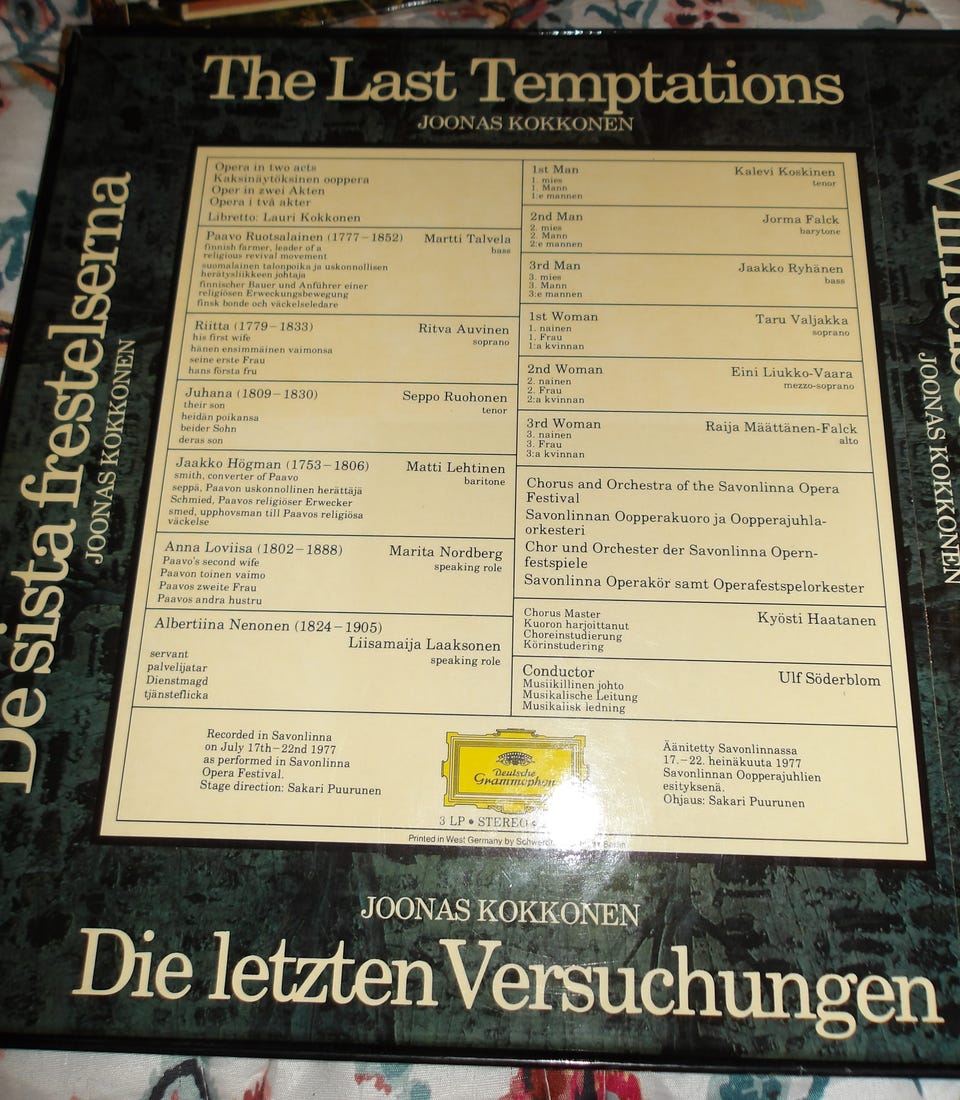 The Last Temptations
JOONAS KOKKONEN
De sista frestelserna
JOONAS KOKKONEN
Opera in two acts
Kaksinäytöksinen ooppera
Oper in zwei Akten
Opera i två akter
Libretto: Lauri Kokkonen
Paavo Ruotsalainen (1777–1852) Martti Talvela
bass
finnish farmer, leader of a
religious revival movement
suomalainen talonpoika ja uskonnollisen
herätysliikkeen johtaja
finnischer Bauer und Anführer einer
religiösen Erweckungsbewegung
finsk bonde och väckelseledare
Riitta (1779–1833) Ritva Auvinen
soprano
his first wife
hänen ensimmäinen vaimonsa
seine erste Frau
hans första fru
Juhana (1809–1830) Seppo Ruohonen
tenor
their son
heidän poikansa
beider Sohn
deras son
Jaakko Högman (1753–1806) Matti Lehtinen
baritone
smith, converter of Paavo
seppä, Paavon uskonnollinen herättäjä
Schmied, Paavos religiöser Erwecker
smed, upphovsman till Paavos religiösa
väckelse
Anna Loviisa (1802–1888) Marita Nordberg
speaking role
Paavo's second wife
Paavon toinen vaimo
Paavos zweite Frau
Paavos andra hustru
Albertiina Nenonen (1824–1905)
Liisamaija Laaksonen
speaking role
servant
palvelijatar
Dienstmagd
tjänsteflicka
1st Man Kalevi Koskinen
tenor
1. mies
1. Mann
1:e mannen
2nd Man Jorma Falck
barytone
2. mies
2. Mann
2:e mannen
3rd Man Jaakko Ryhänen
bass
3. mies
3. Mann
3:e mannen
1st Woman Taru Valjakka
soprano
1. nainen
1. Frau
1:a kvinnan
2nd Woman Eini Liukko-Vaara
mezzo-soprano
2. nainen
2. Frau
2:a kvinnan
3rd Woman Raija Määttänen-Falck
alto
3. nainen
3. Frau
3:a kvinnan
Chorus and Orchestra of the Savonlinna Opera
Festival
Savonlinnan Oopperakuoro ja Oopperajuhla-
orkesteri
Chor und Orchester der Savonlinna Opern-
festspiele
Savonlinna Operakör samt Operafestspelorkester
Chorus Master Kyösti Haatanen
Kuoron harjoittanut
Choreinstudierung
Körinstudering
Conductor Ulf Söderblom
Musiikillinen johto
Musikalische Leitung
Musikalisk ledning
Recorded in Savonlinna
on July 17th–22nd 1977
as performed in Savonlinna
Opera Festival.
Stage direction: Sakari Puurunen
Deutsche
Grammophon
3 LP • STEREO
Äänitetty Savonlinnassa
17.–22. heinäkuuta 1977
Savonlinnan Oopperajuhlien
esityksenä.
Ohjaus: Sakari Puurunen
Printed in West Germany by Berlin
JOONAS KOKKONEN
JOONAS KOKKONEN
Die letzten Versuchungen